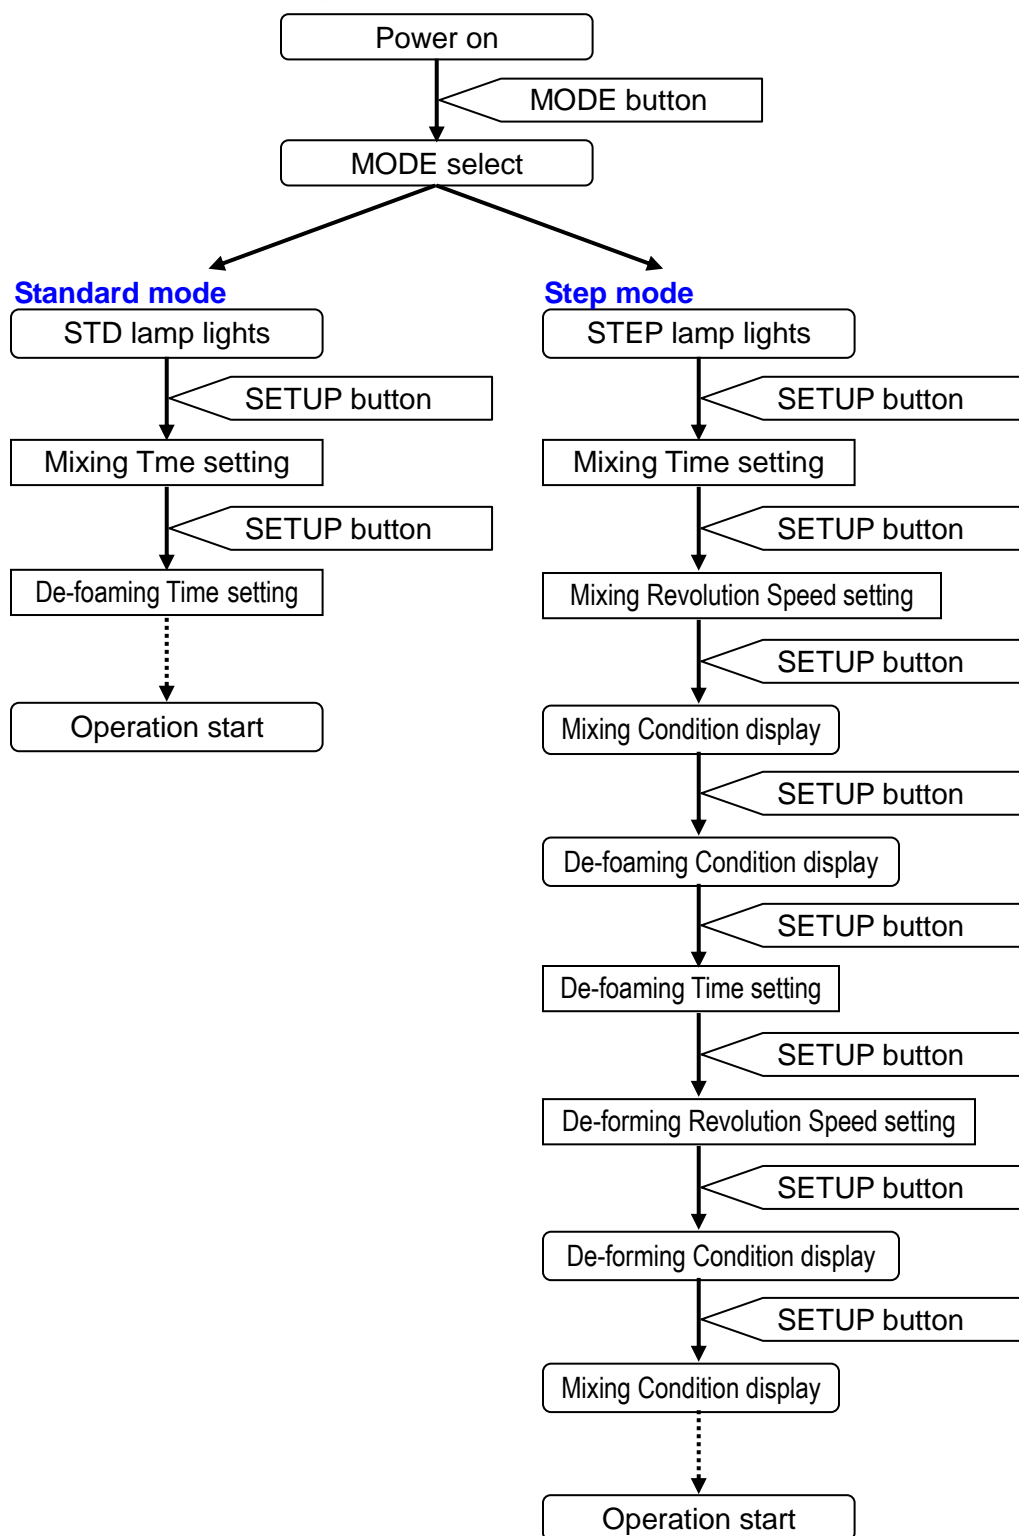 Power on
MODE button
MODE select
Standard mode
STD lamp lights
SETUP button
Mixing Tme setting
SETUP button
De-foaming Time setting
Operation start
Step mode
STEP lamp lights
SETUP button
Mixing Time setting
SETUP button
Mixing Revolution Speed setting
SETUP button
Mixing Condition display
SETUP button
De-foaming Condition display
SETUP button
De-foaming Time setting
SETUP button
De-forming Revolution Speed setting
SETUP button
De-forming Condition display
SETUP button
Mixing Condition display
Operation start